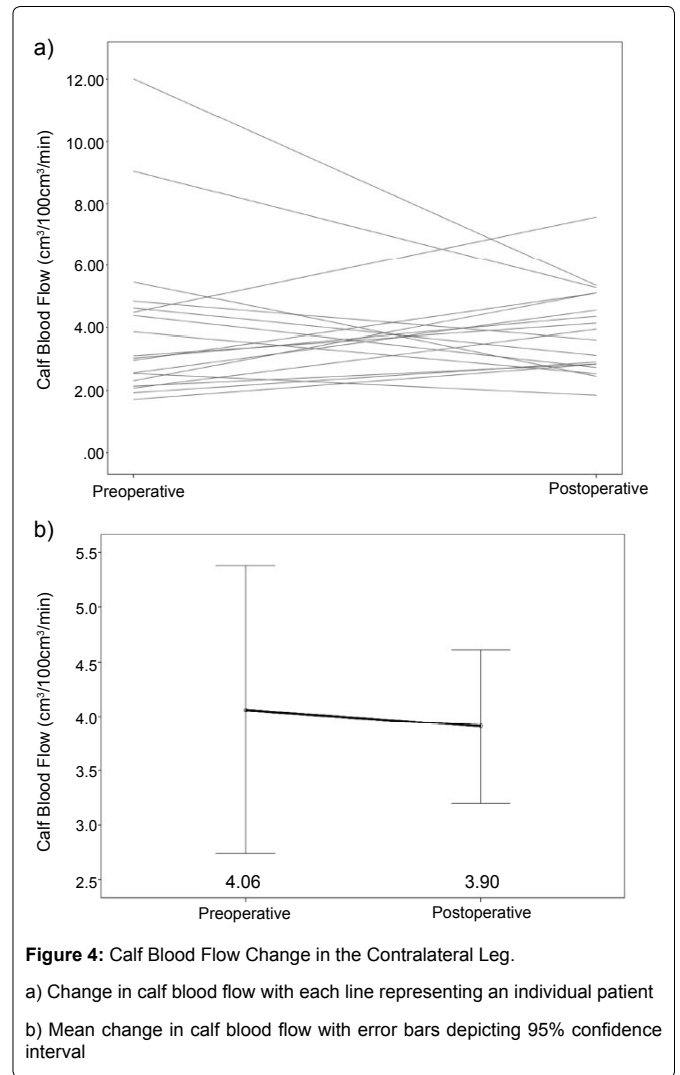 a)
12.00
10.00
8.00
6.00
4.00
2.00
.00
Calf Blood Flow (cm³/100cm³/min)
Preoperative Postoperative
b)
5.5
5.0
4.5
4.0
3.5
3.0
2.5
Calf Blood Flow (cm³/100cm³/min)
4.06 3.90
Preoperative Postoperative
Figure 4: Calf Blood Flow Change in the Contralateral Leg.
a) Change in calf blood flow with each line representing an individual patient
b) Mean change in calf blood flow with error bars depicting 95% confidence
interval